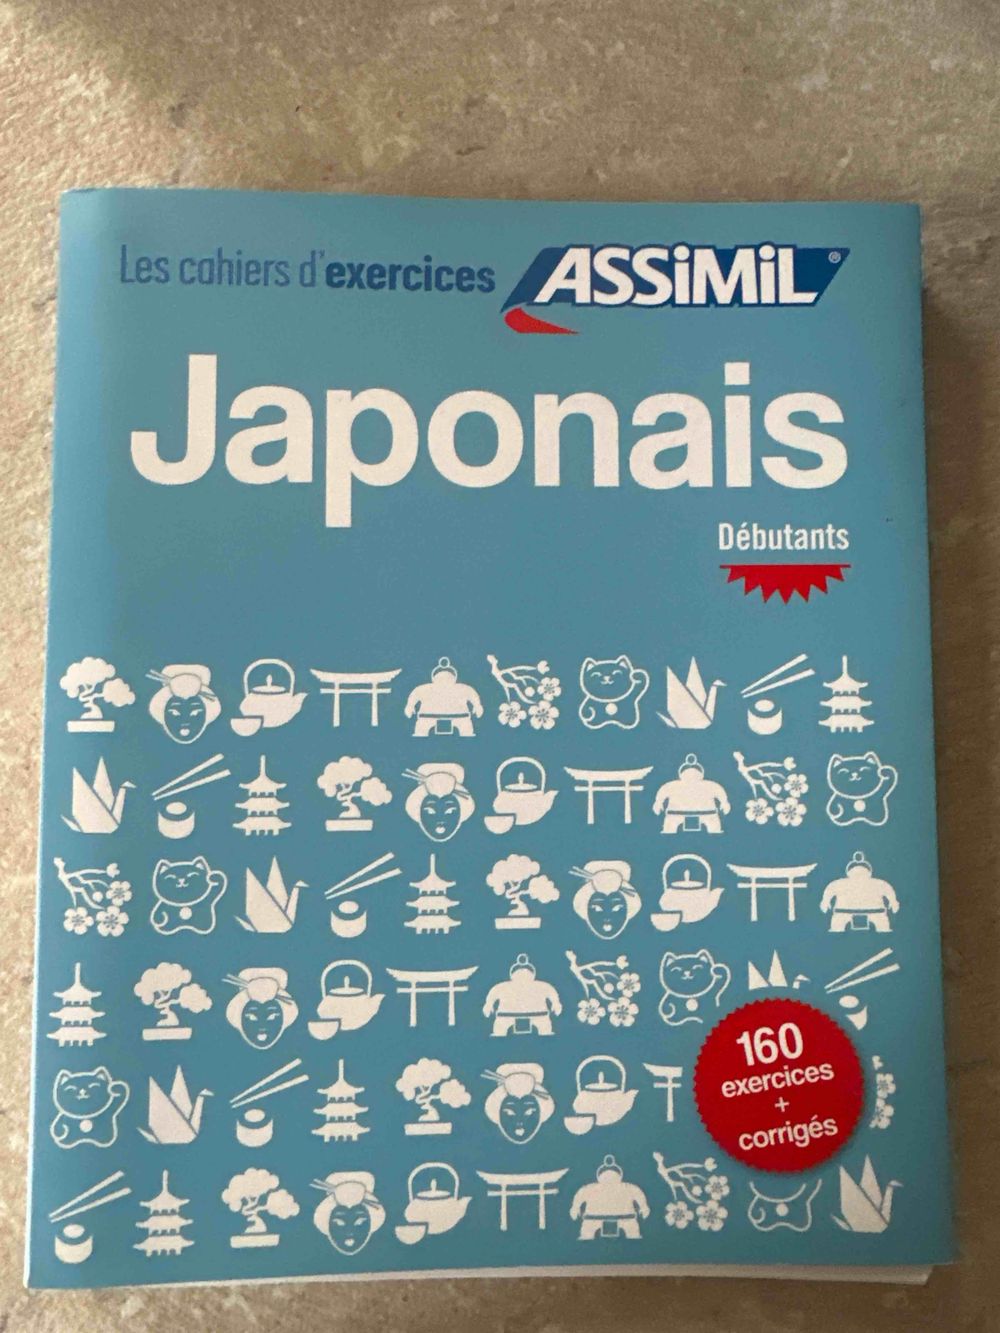 Les cahiers d'exercices
ASSiMiL®
Japonais
Débutants
160
exercices
+
corrigés